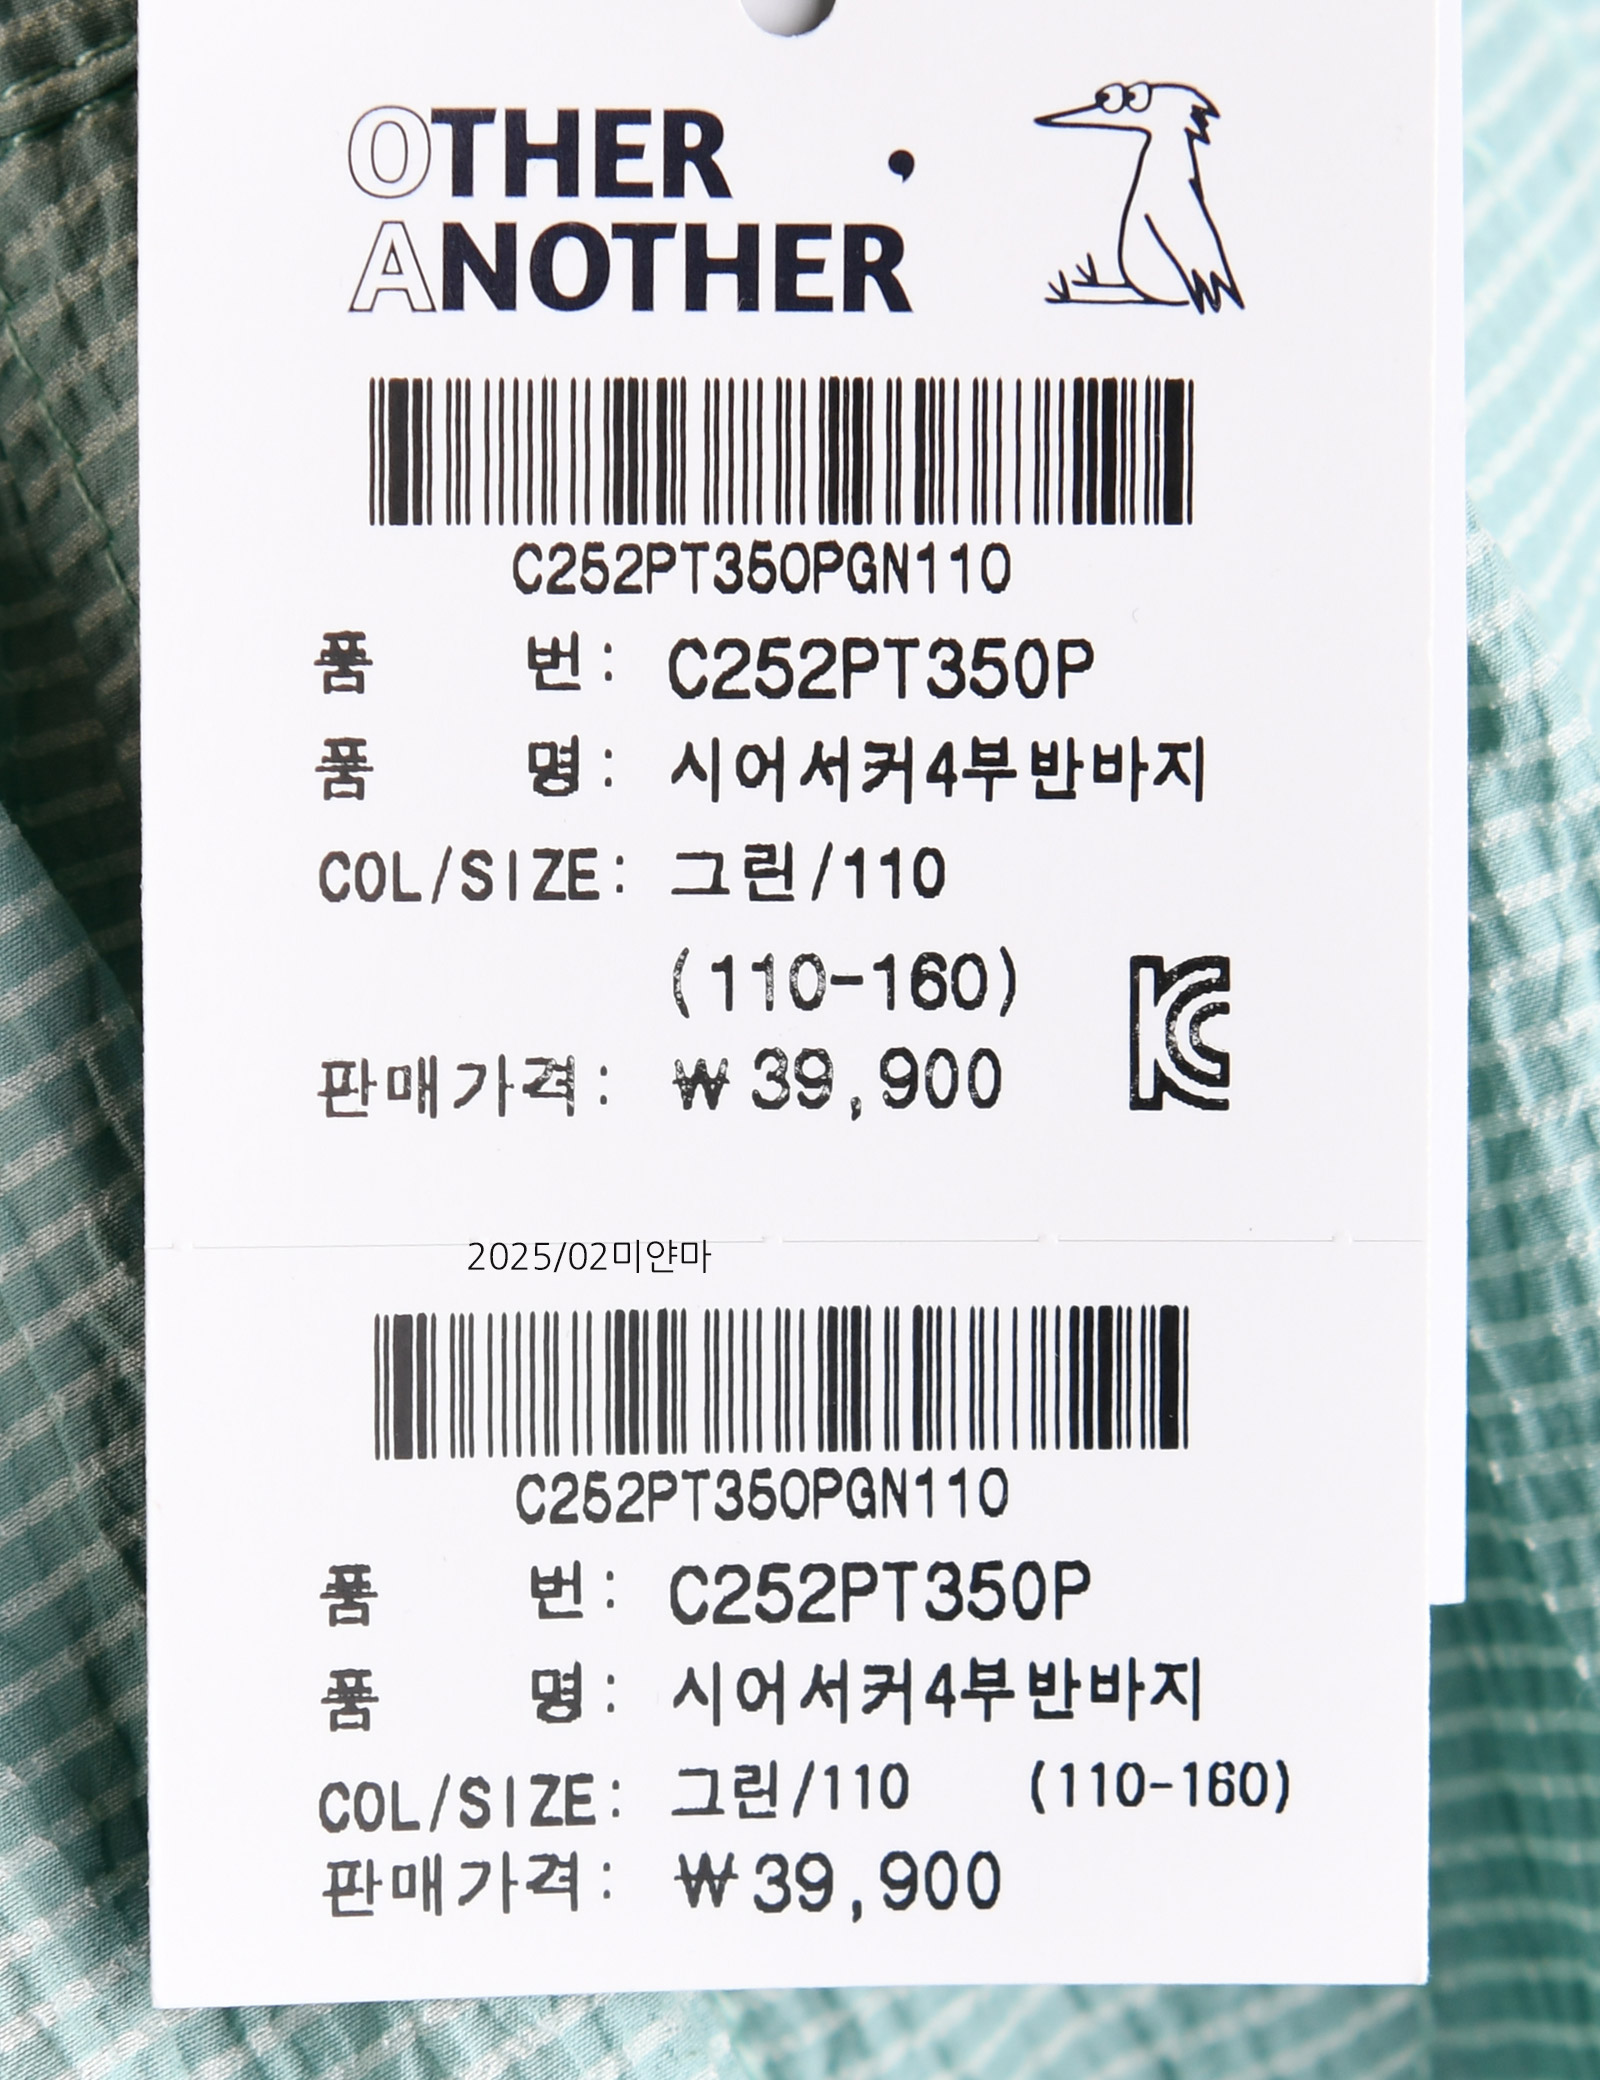 OTHER
ANOTHER
C252PT350PGN110
품 번: C252PT350P
품 명: 시어서커4부반바지
COL/SIZE: 그린/110
(110-160)
판매가격: ₩39,900
2025/02미얀마
C252PT350PGN110
품 번: C252PT350P
품 명: 시어서커4부반바지
COL/SIZE: 그린/110 (110-160)
판매가격: ₩39,900